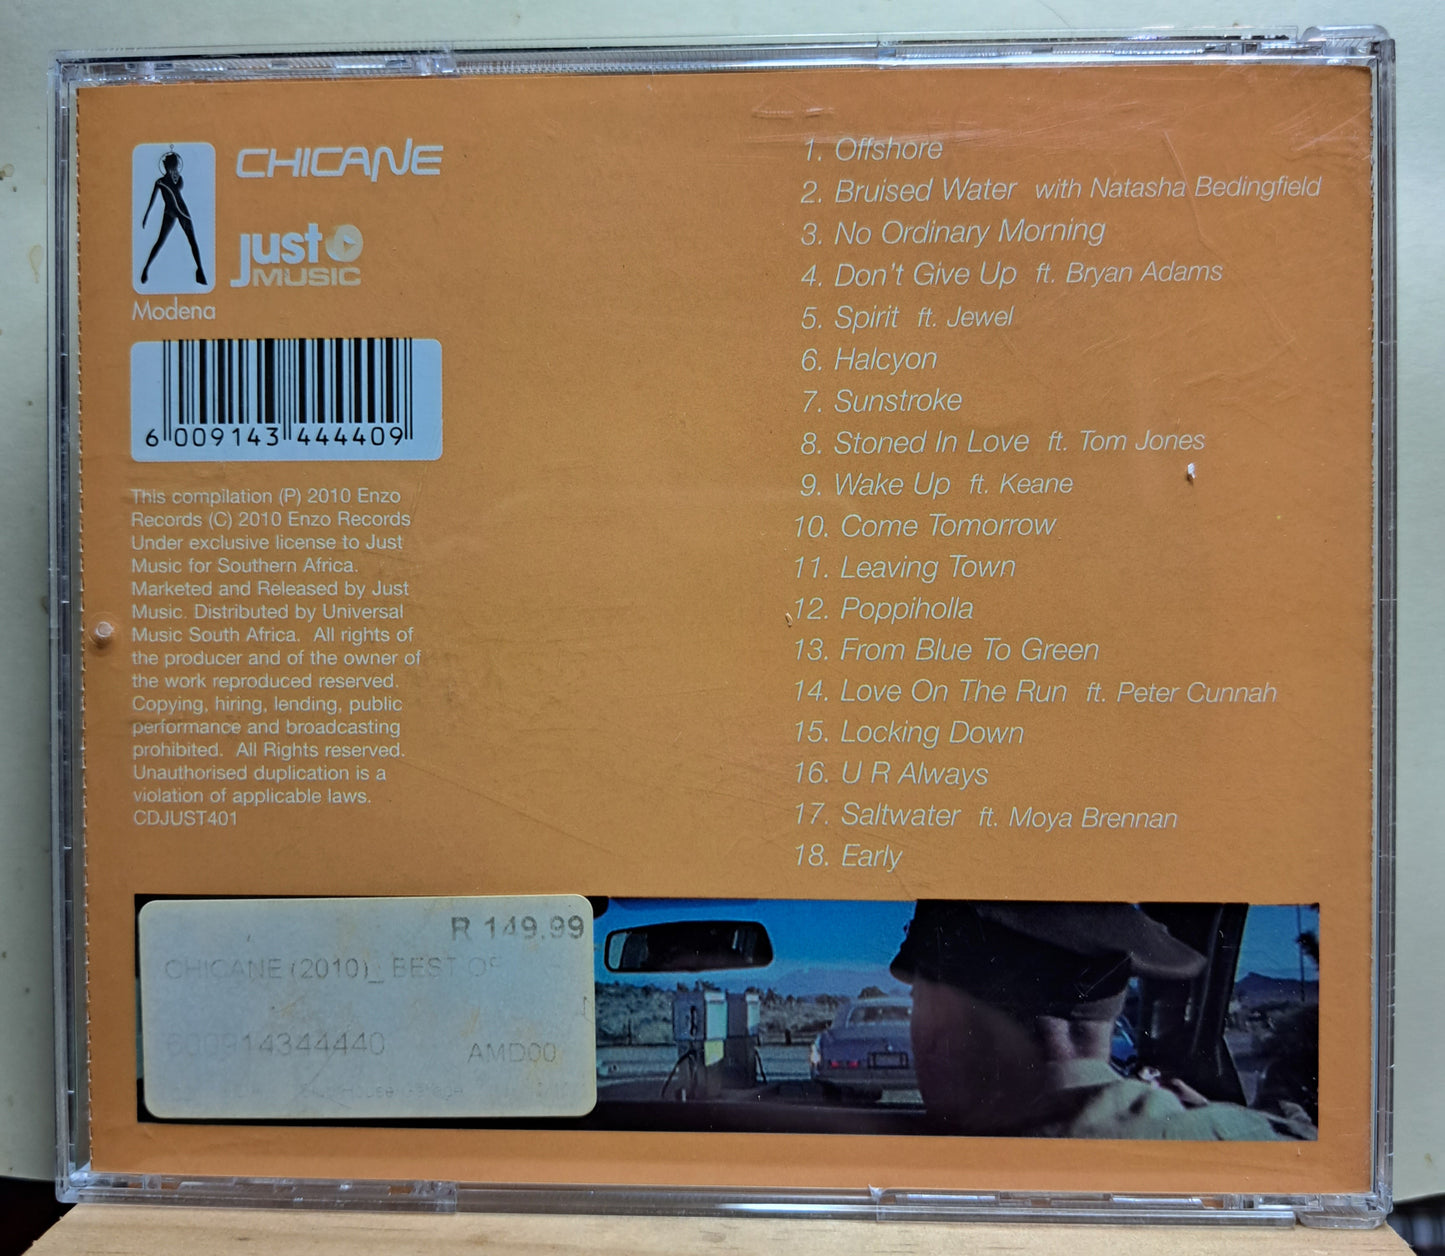 CHICANE
just
MUSIC
Modena
6 009143 444409
This compilation (P) 2010 Enzo
Records (C) 2010 Enzo Records
Under exclusive license to Just
Music for Southern Africa.
Marketed and Released by Just
Music. Distributed by Universal
Music South Africa.  All rights of
the producer and of the owner of
the work reproduced reserved.
Copying, hiring, lending, public
performance and broadcasting
prohibited.  All Rights reserved.
Unauthorised duplication is a
violation of applicable laws.
CDJUST401
1. Offshore
2. Bruised Water with Natasha Bedingfield
3. No Ordinary Morning
4. Don't Give Up ft. Bryan Adams
5. Spirit ft. Jewel
6. Halcyon
7. Sunstroke
8. Stoned In Love ft. Tom Jones
9. Wake Up ft. Keane
10. Come Tomorrow
11. Leaving Town
12. Poppiholla
13. From Blue To Green
14. Love On The Run ft. Peter Cunnah
15. Locking Down
16. U R Always
17. Saltwater ft. Moya Brennan
18. Early
R 149.99
CHICANE (2010)_ BEST OF
600914344440 AMD00